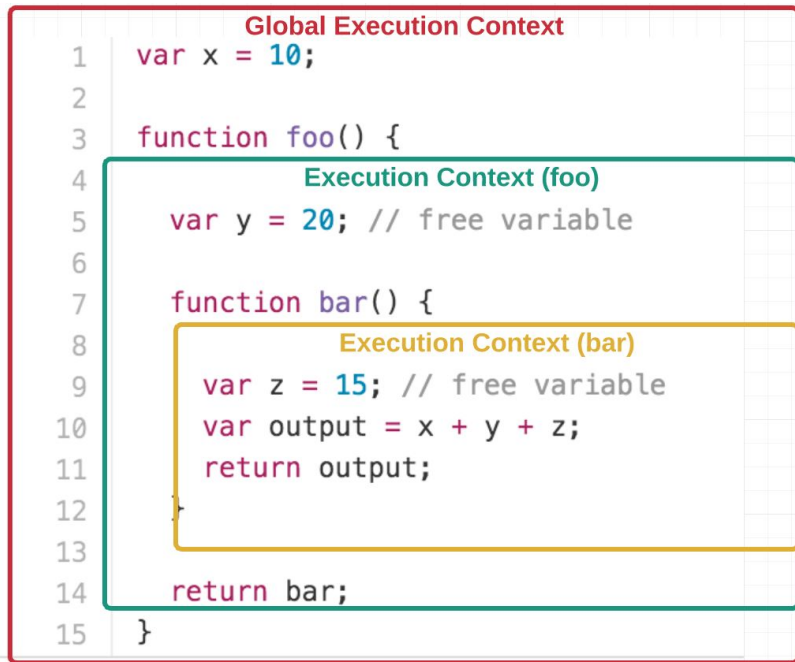 Global Execution Context
1 var x = 10;
2
3 function foo() {
4 Execution Context (foo)
5 var y = 20; // free variable
6
7 function bar() {
8 Execution Context (bar)
9 var z = 15; // free variable
10 var output = x + y + z;
11 return output;
12 }
13
14 return bar;
15 }